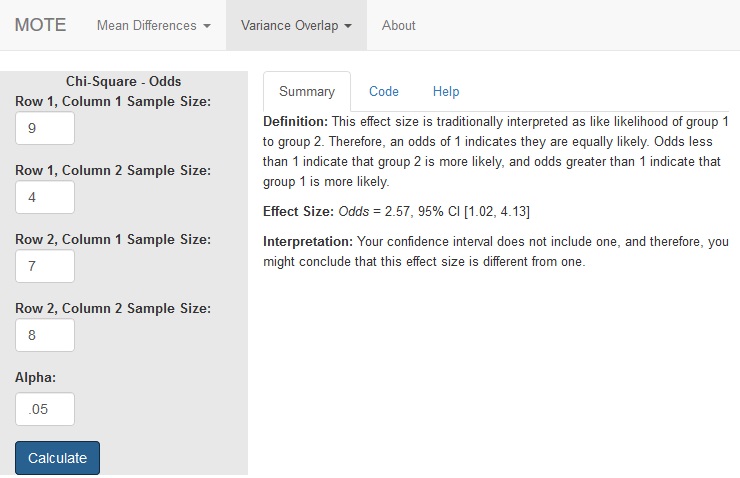 MOTE Mean Differences Variance Overlap About
Chi-Square - Odds
Row 1, Column 1 Sample Size:
9
Row 1, Column 2 Sample Size:
4
Row 2, Column 1 Sample Size:
7
Row 2, Column 2 Sample Size:
8
Alpha:
.05
Calculate
Summary Code Help
Definition: This effect size is traditionally interpreted as like likelihood of group 1
to group 2. Therefore, an odds of 1 indicates they are equally likely. Odds less
than 1 indicate that group 2 is more likely, and odds greater than 1 indicate that
group 1 is more likely.
Effect Size: Odds = 2.57, 95% CI [1.02, 4.13]
Interpretation: Your confidence interval does not include one, and therefore, you
might conclude that this effect size is different from one.